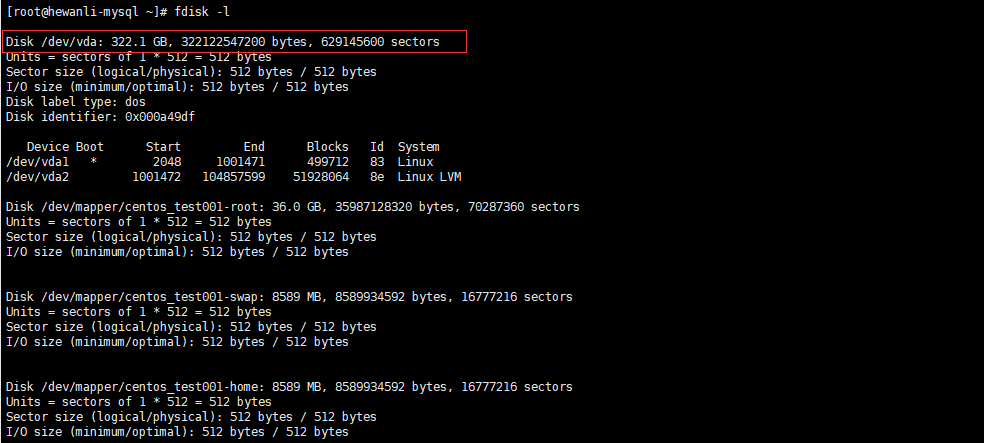 [root@hewanli-mysql ~]# fdisk -l
Disk /dev/vda: 322.1 GB, 322122547200 bytes, 629145600 sectors
Units = sectors of 1 * 512 = 512 bytes
Sector size (logical/physical): 512 bytes / 512 bytes
I/O size (minimum/optimal): 512 bytes / 512 bytes
Disk label type: dos
Disk identifier: 0x000a49df
Device Boot Start End Blocks Id System
/dev/vda1 * 2048 1001471 499712 83 Linux
/dev/vda2 1001472 104857599 51928064 8e Linux LVM
Disk /dev/mapper/centos_test001-root: 36.0 GB, 35987128320 bytes, 70287360 sectors
Units = sectors of 1 * 512 = 512 bytes
Sector size (logical/physical): 512 bytes / 512 bytes
I/O size (minimum/optimal): 512 bytes / 512 bytes
Disk /dev/mapper/centos_test001-swap: 8589 MB, 8589934592 bytes, 16777216 sectors
Units = sectors of 1 * 512 = 512 bytes
Sector size (logical/physical): 512 bytes / 512 bytes
I/O size (minimum/optimal): 512 bytes / 512 bytes
Disk /dev/mapper/centos_test001-home: 8589 MB, 8589934592 bytes, 16777216 sectors
Units = sectors of 1 * 512 = 512 bytes
Sector size (logical/physical): 512 bytes / 512 bytes
I/O size (minimum/optimal): 512 bytes / 512 bytes